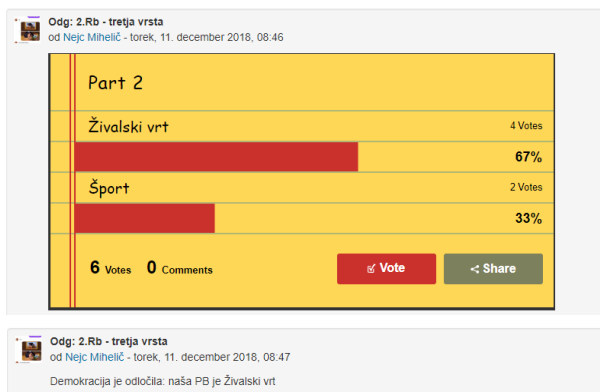 Odg: 2.Rb - tretja vrsta
od Nejc Mihelič - torek, 11. december 2018, 08:46
Part 2
Živalski vrt 4 Votes
67%
Šport 2 Votes
33%
6 Votes 0 Comments Vote Share
Odg: 2.Rb - tretja vrsta
od Nejc Mihelič - torek, 11. december 2018, 08:47
Demokracija je odločila: naša PB je Živalski vrt